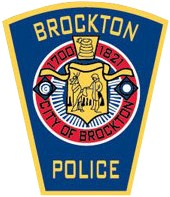 BROCKTON
1700 1821
CITY OF BROCKTON
POLICE